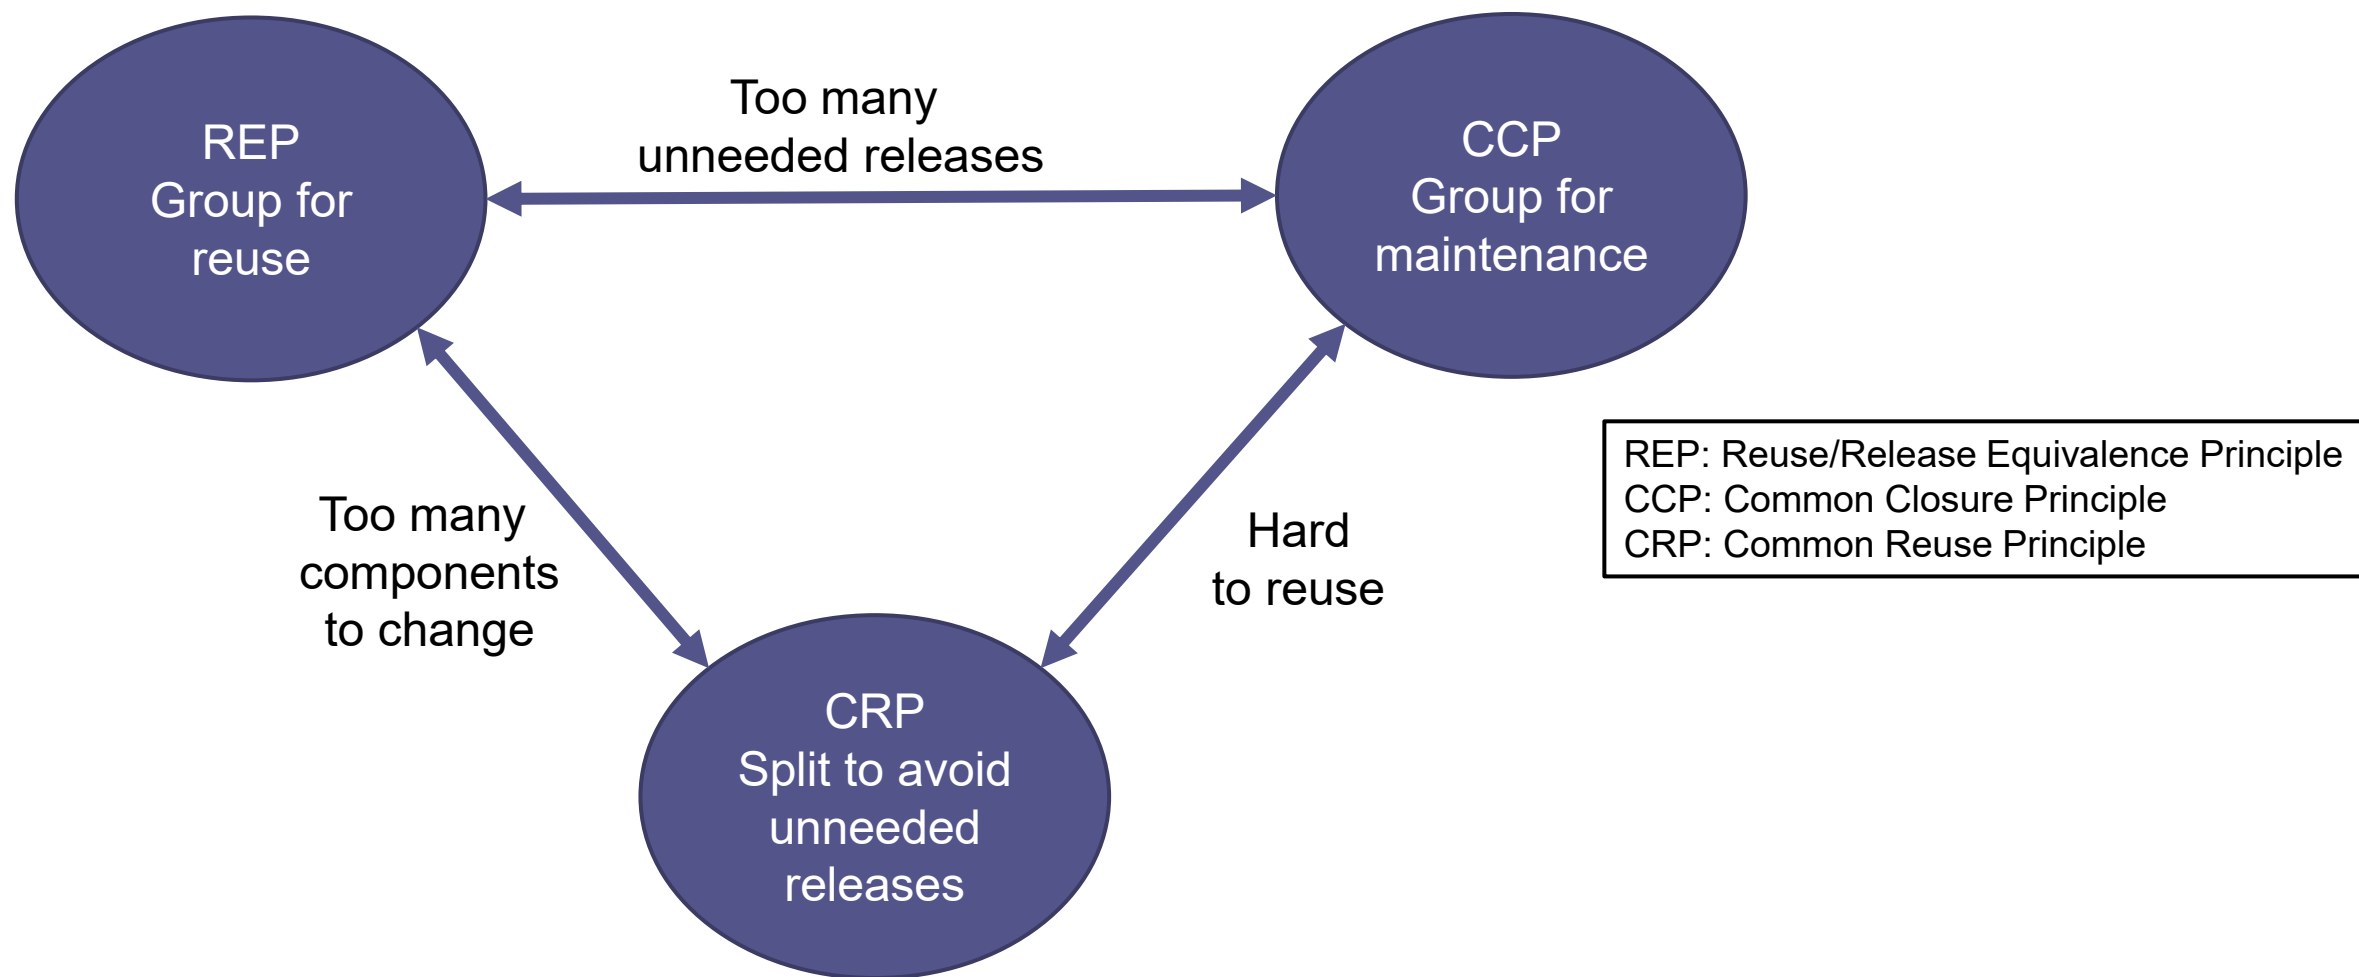 REP
Group for
reuse
Too many
unneeded releases
CCP
Group for
maintenance
REP: Reuse/Release Equivalence Principle
CCP: Common Closure Principle
CRP: Common Reuse Principle
Too many
components
to change
Hard
to reuse
CRP
Split to avoid
unneeded
releases